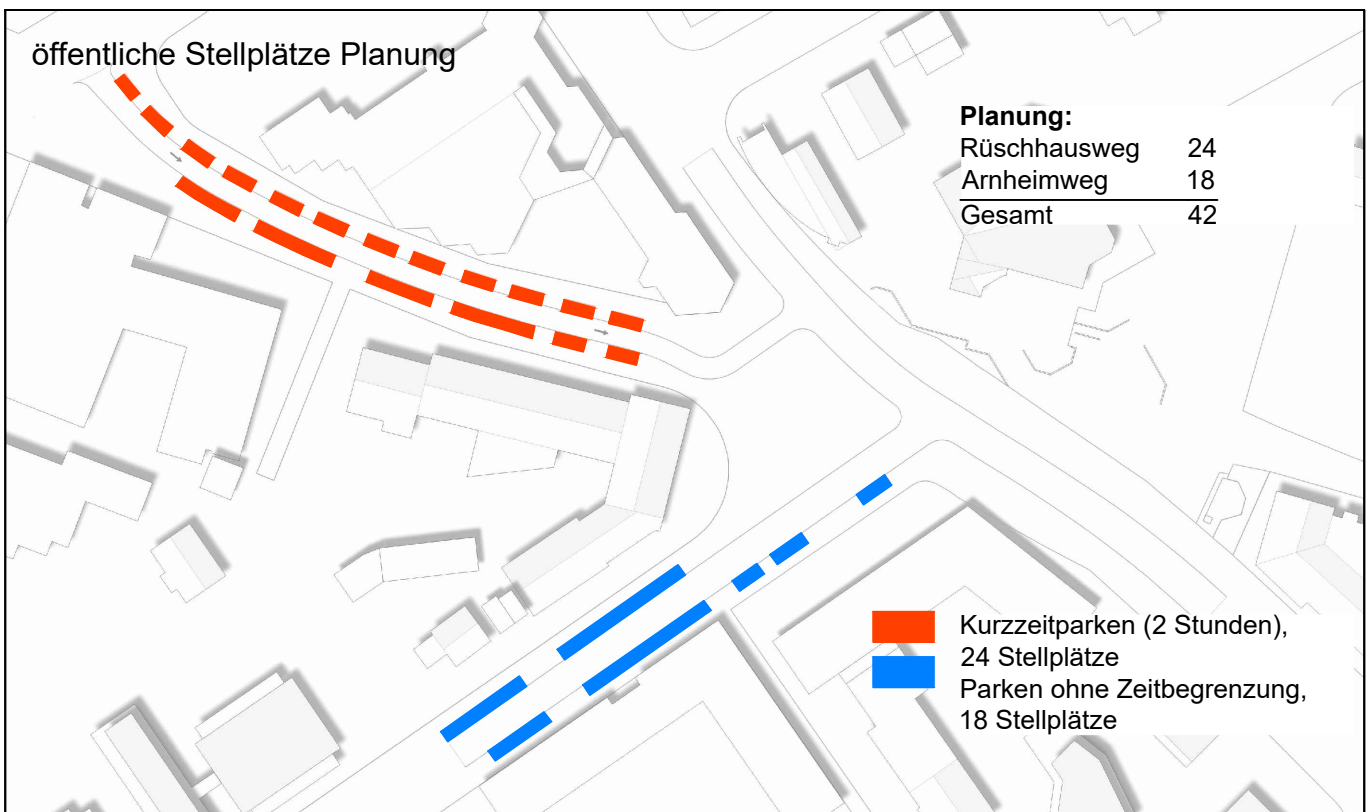 öffentliche Stellplätze Planung
Planung:
Rüschhausweg 24
Arnheimweg 18
Gesamt 42
Kurzzeitparken (2 Stunden),
24 Stellplätze
Parken ohne Zeitbegrenzung,
18 Stellplätze